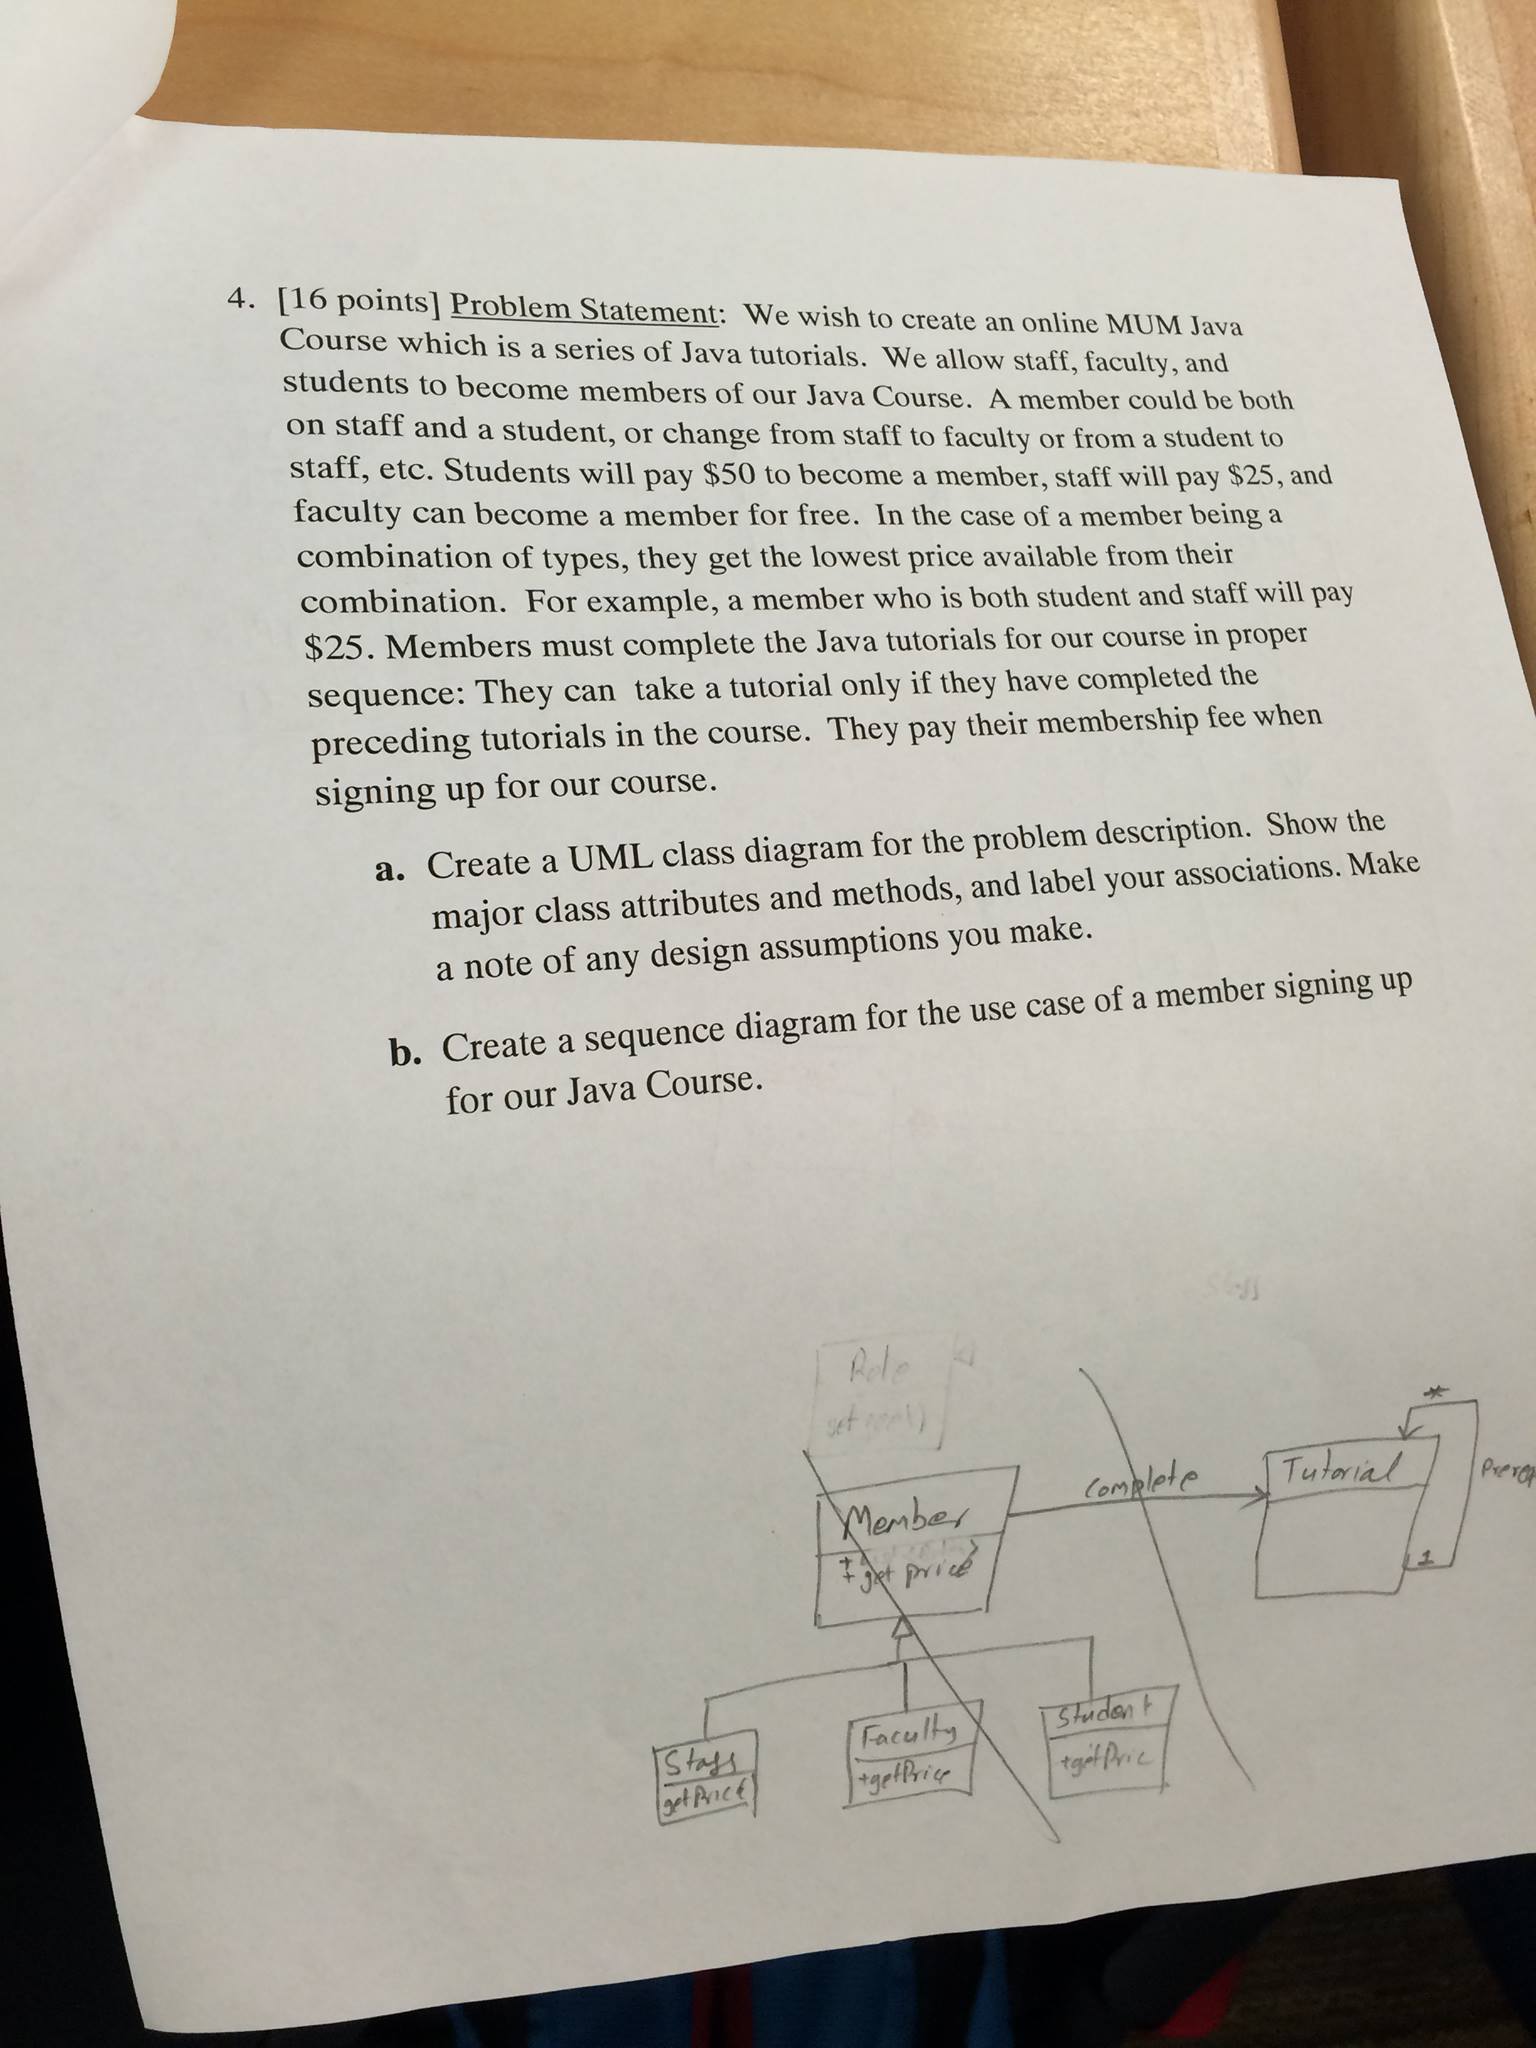 4. [16 points] Problem Statement: We wish to create an online MUM Java
Course which is a series of Java tutorials. We allow staff, faculty, and
students to become members of our Java Course. A member could be both
on staff and a student, or change from staff to faculty or from a student to
staff, etc. Students will pay $50 to become a member, staff will pay $25, and
faculty can become a member for free. In the case of a member being a
combination of types, they get the lowest price available from their
combination. For example, a member who is both student and staff will pay
$25. Members must complete the Java tutorials for our course in proper
sequence: They can take a tutorial only if they have completed the
preceding tutorials in the course. They pay their membership fee when
signing up for our course.
a. Create a UML class diagram for the problem description. Show the
major class attributes and methods, and label your associations. Make
a note of any design assumptions you make.
b. Create a sequence diagram for the use case of a member signing up
for our Java Course.
Role
*
Tutorial
Complete
Member
+
+ get price
1
Staff
getPrice
Faculty
+getPrice
Student
+getPric